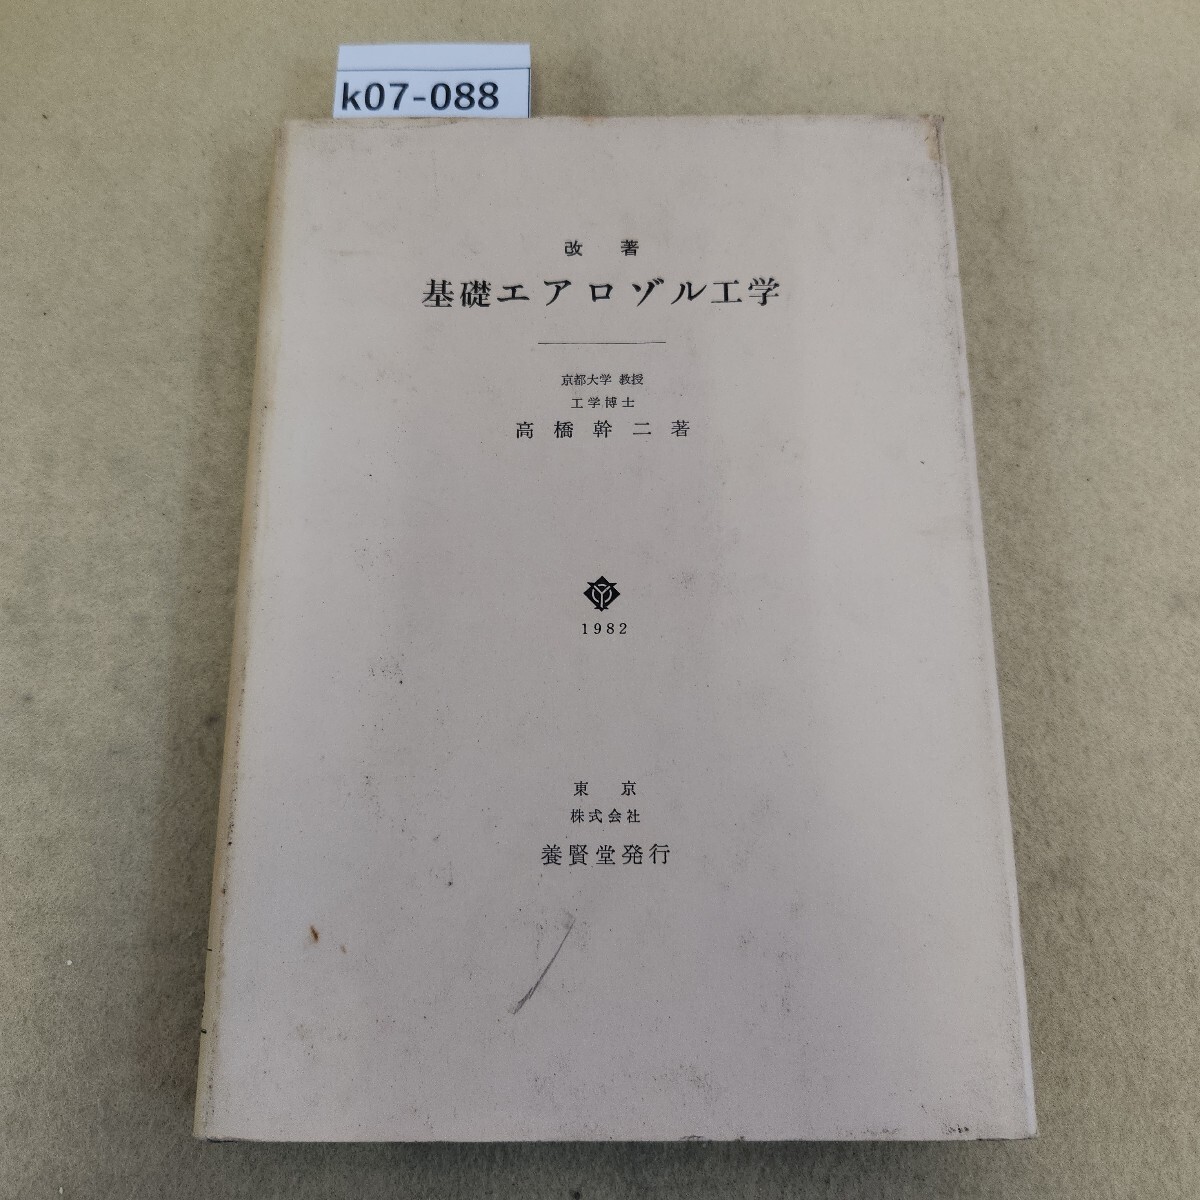 k07-088
改著
基礎エアロゾル工学
京都大学 教授
工学博士
高橋幹二著
1982
東京
株式会社
養賢堂発行